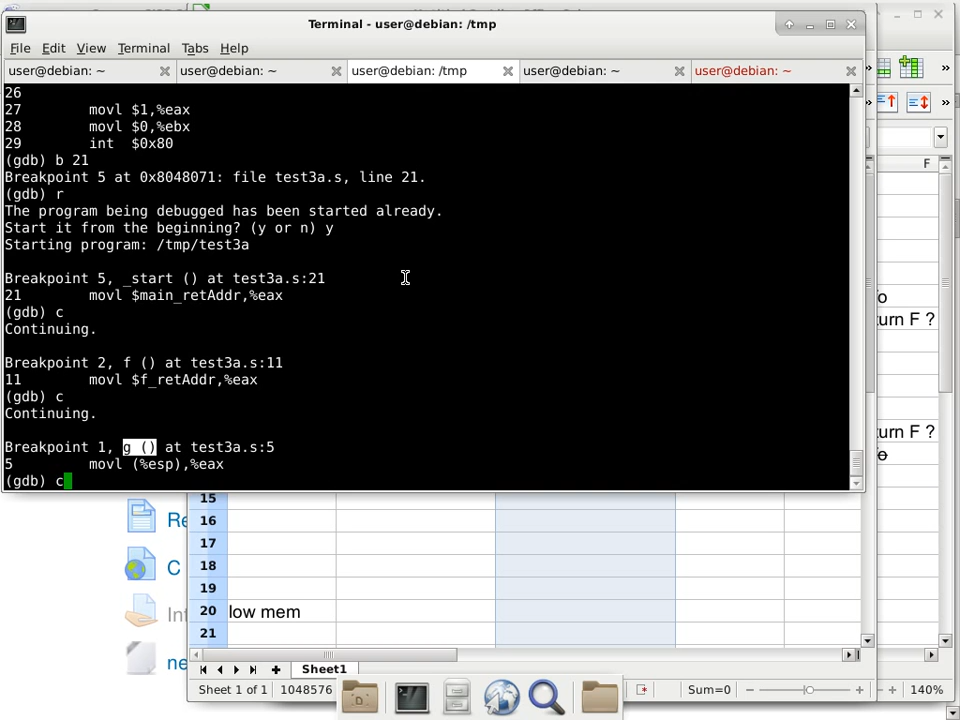 Terminal - user@debian: /tmp
File Edit View Terminal Tabs Help
user@debian: ~ user@debian: ~ user@debian: /tmp user@debian: ~ user@debian: ~
26
27 movl $1,%eax
28 movl $0,%ebx
29 int $0x80
(gdb) b 21
Breakpoint 5 at 0x8048071: file test3a.s, line 21.
(gdb) r
The program being debugged has been started already.
Start it from the beginning? (y or n) y
Starting program: /tmp/test3a
Breakpoint 5, _start () at test3a.s:21
21 movl $main_retAddr,%eax
(gdb) c
Continuing.
Breakpoint 2, f () at test3a.s:11
11 movl $f_retAddr,%eax
(gdb) c
Continuing.
Breakpoint 1, g () at test3a.s:5
5 movl (%esp),%eax
(gdb) c
F
turn F ?
turn F ?
Re
C
Int
ne
15
16
17
18
19
20 low mem
21
Sheet1
Sheet 1 of 1 1048576 Sum=0 140%